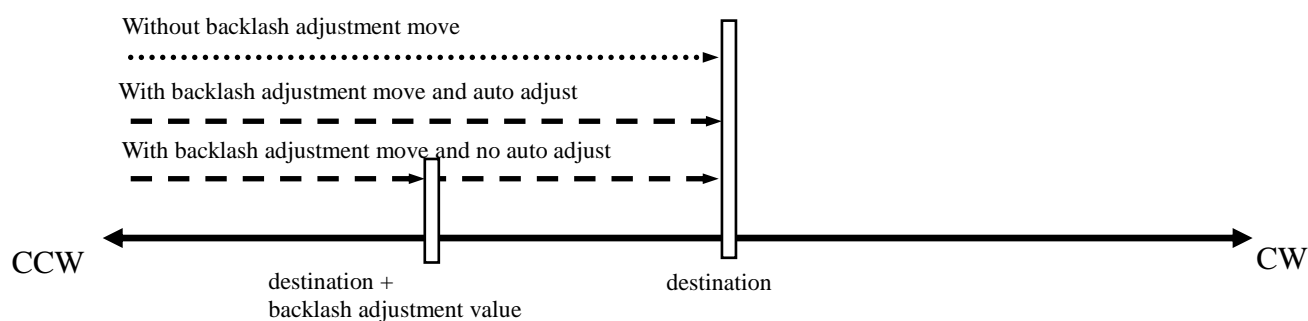 Without backlash adjustment move
With backlash adjustment move and auto adjust
With backlash adjustment move and no auto adjust
CCW
CW
destination +
backlash adjustment value
destination